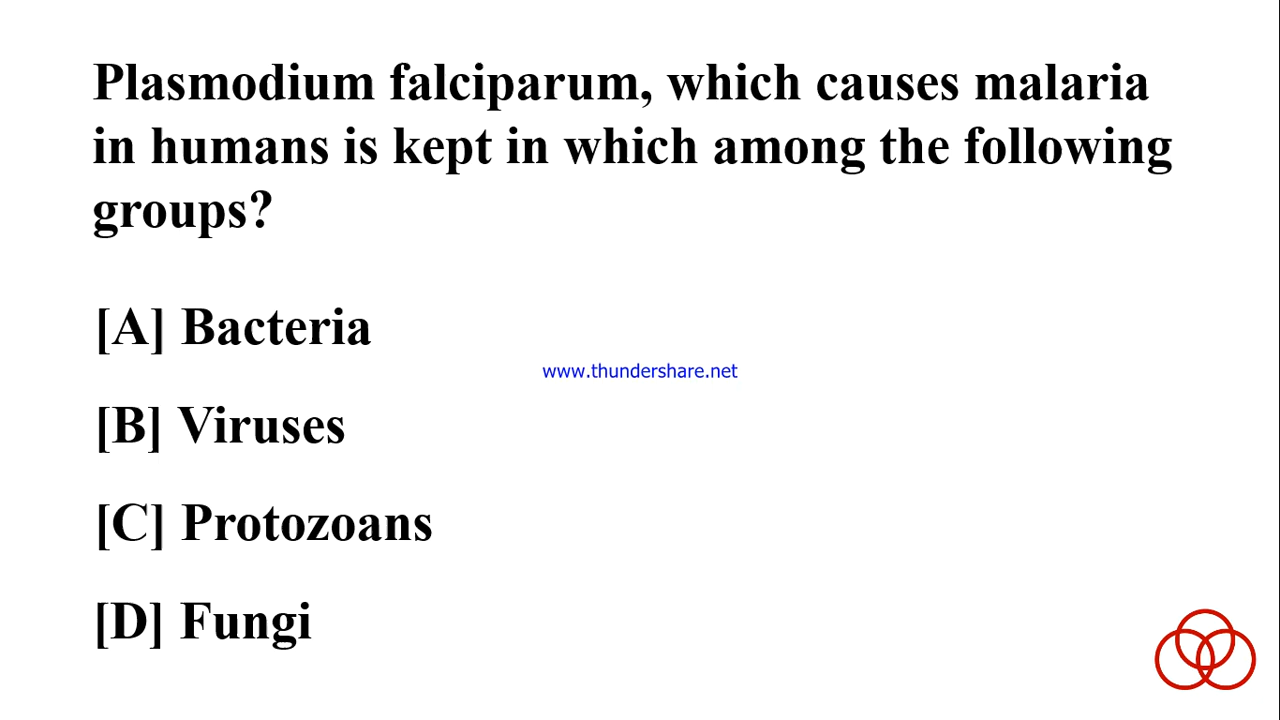 Plasmodium falciparum, which causes malaria
in humans is kept in which among the following
groups?
[A] Bacteria
www.thundershare.net
[B] Viruses
[C] Protozoans
[D] Fungi